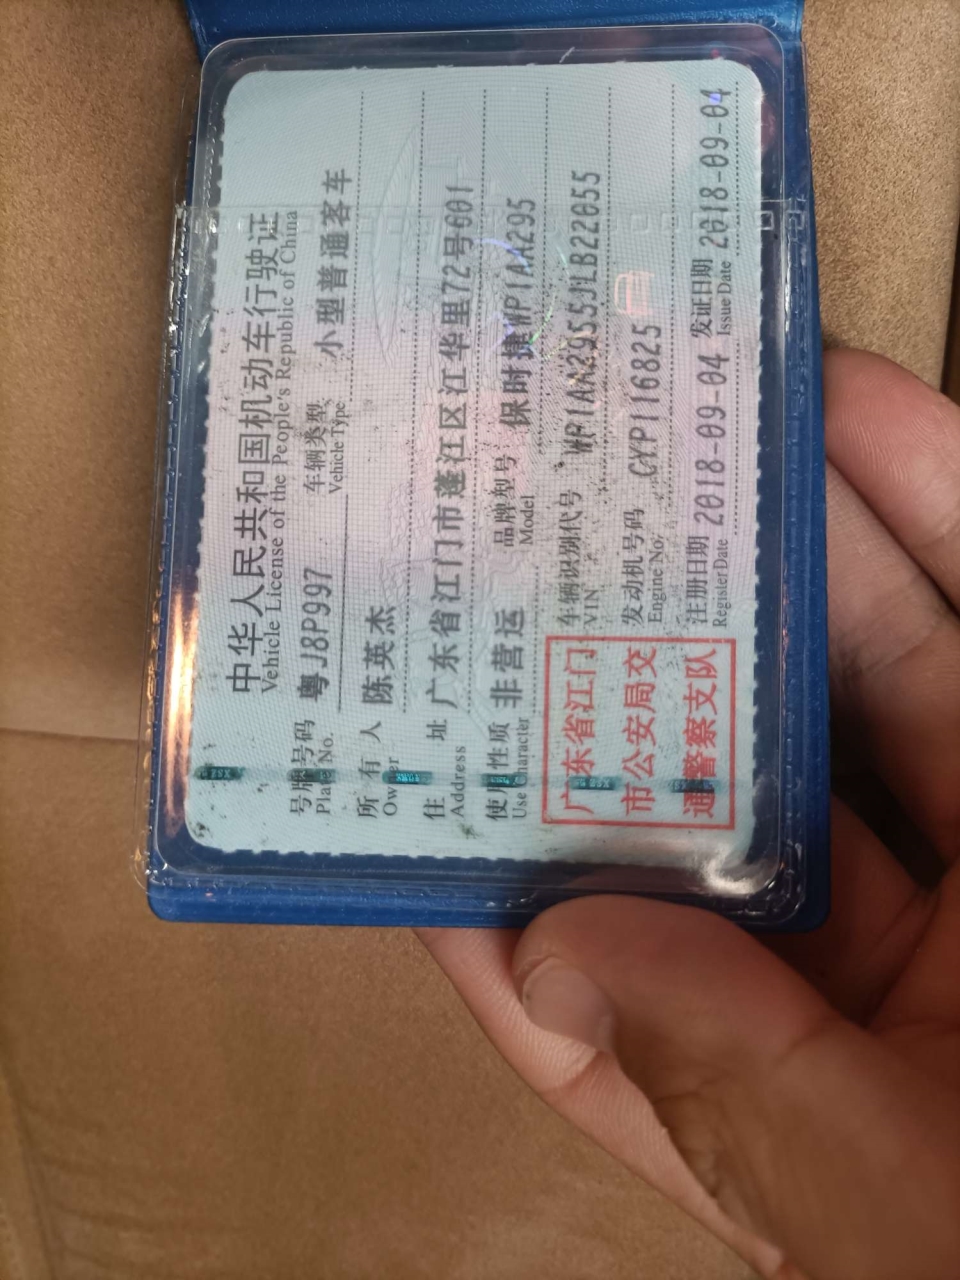 中华人民共和国机动车行驶证
Vehicle License of the People's Republic of China
号牌号码 粤J8P997 车辆类型 小型普通客车
Plate No. Vehicle Type
所有人 陈英杰
Owner
住址 广东省江门市蓬江区江华里72号601
Address
使用性质 非营运 品牌型号 保时捷WP1AA295
Use Character Model
广东省江门市公安局交通警察支队
车辆识别代号 WP1AA2955JLB22055
VIN
发动机号码 CYP116825
Engine No.
注册日期 2018-09-04 发证日期 2018-09-04
Register Date Issue Date